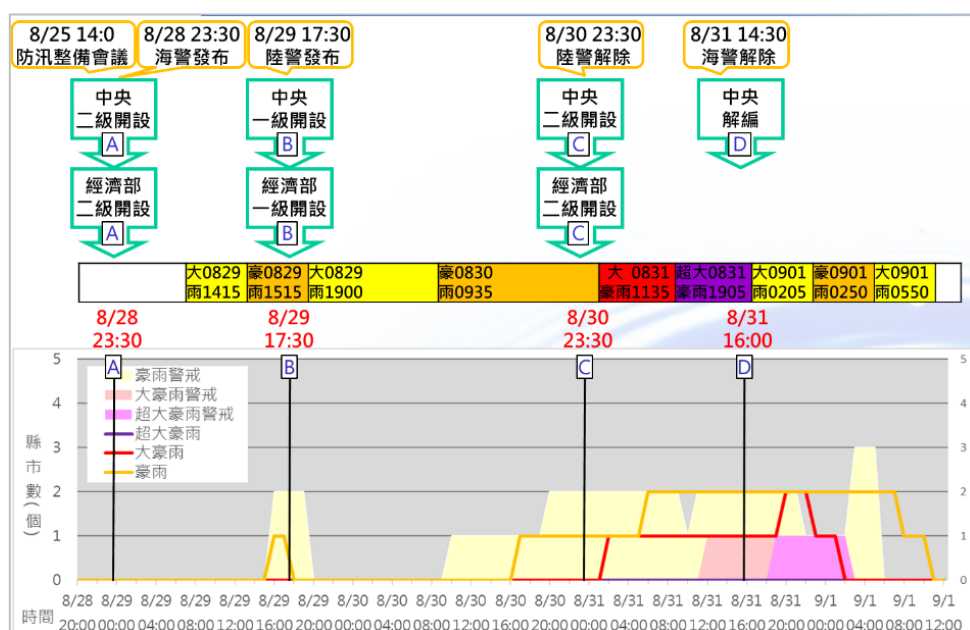 8/25 14:0
防汛整備會議
8/28 23:30
海警發布
8/29 17:30
陸警發布
8/30 23:30
陸警解除
8/31 14:30
海警解除
中央
二級開設
A
中央
一級開設
B
中央
二級開設
C
中央
解編
D
經濟部
二級開設
A
經濟部
一級開設
B
經濟部
二級開設
C
大0829
雨1415
豪0829
雨1515
大0829
雨1900
豪0830
雨0935
大 0831
豪雨1135
超大0831
豪雨1905
大0901
雨0205
豪0901
雨0250
大0901
雨0550
8/28
23:30
8/29
17:30
8/30
23:30
8/31
16:00
A
B
C
D
豪雨警戒
大豪雨警戒
超大豪雨警戒
超大豪雨
大豪雨
豪雨
縣市數(個)
5
4
3
2
1
0
5
4
3
2
1
0
時間
8/28 8/29 8/29 8/29 8/29 8/29 8/29 8/30 8/30 8/30 8/30 8/30 8/30 8/31 8/31 8/31 8/31 8/31 8/31 9/1 9/1 9/1 9/1
20:00 00:00 04:00 08:00 12:00 16:00 20:00 00:00 04:00 08:00 12:00 16:00 20:00 00:00 04:00 08:00 12:00 16:00 20:00 00:00 04:00 08:00 12:00